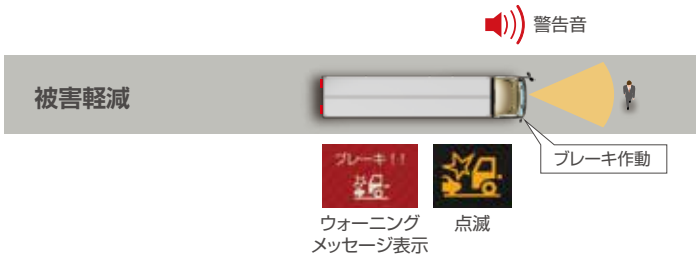 警告音
被害軽減
ブレーキ作動
ブレーキ!!
ウォーニング
メッセージ表示
点滅